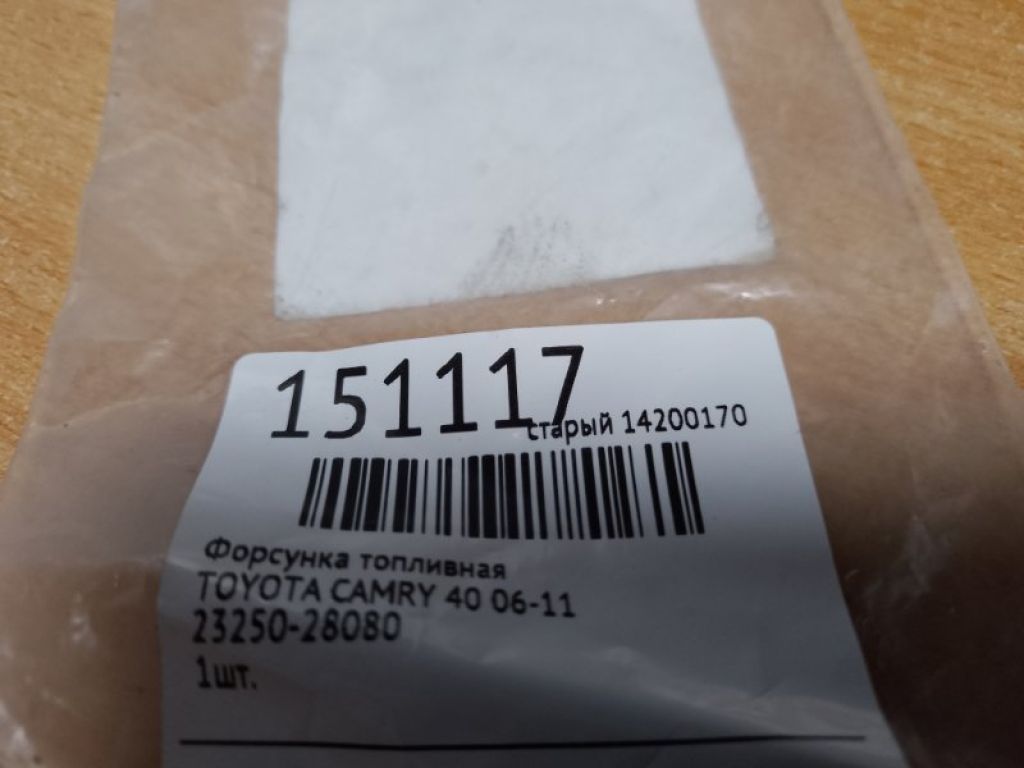 151117
старый 14200170
Форсунка топливная
TOYOTA CAMRY 40 06-11
23250-28080
1шт.